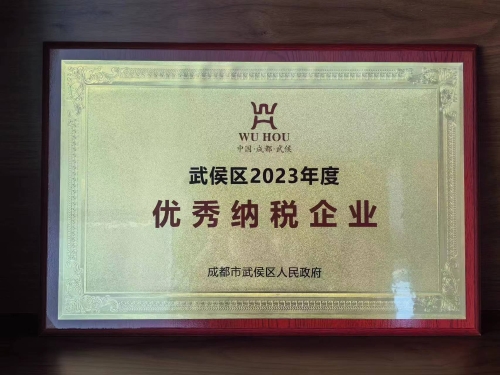 WU HOU
中国·成都·武侯
武侯区2023年度
优秀纳税企业
成都市武侯区人民政府